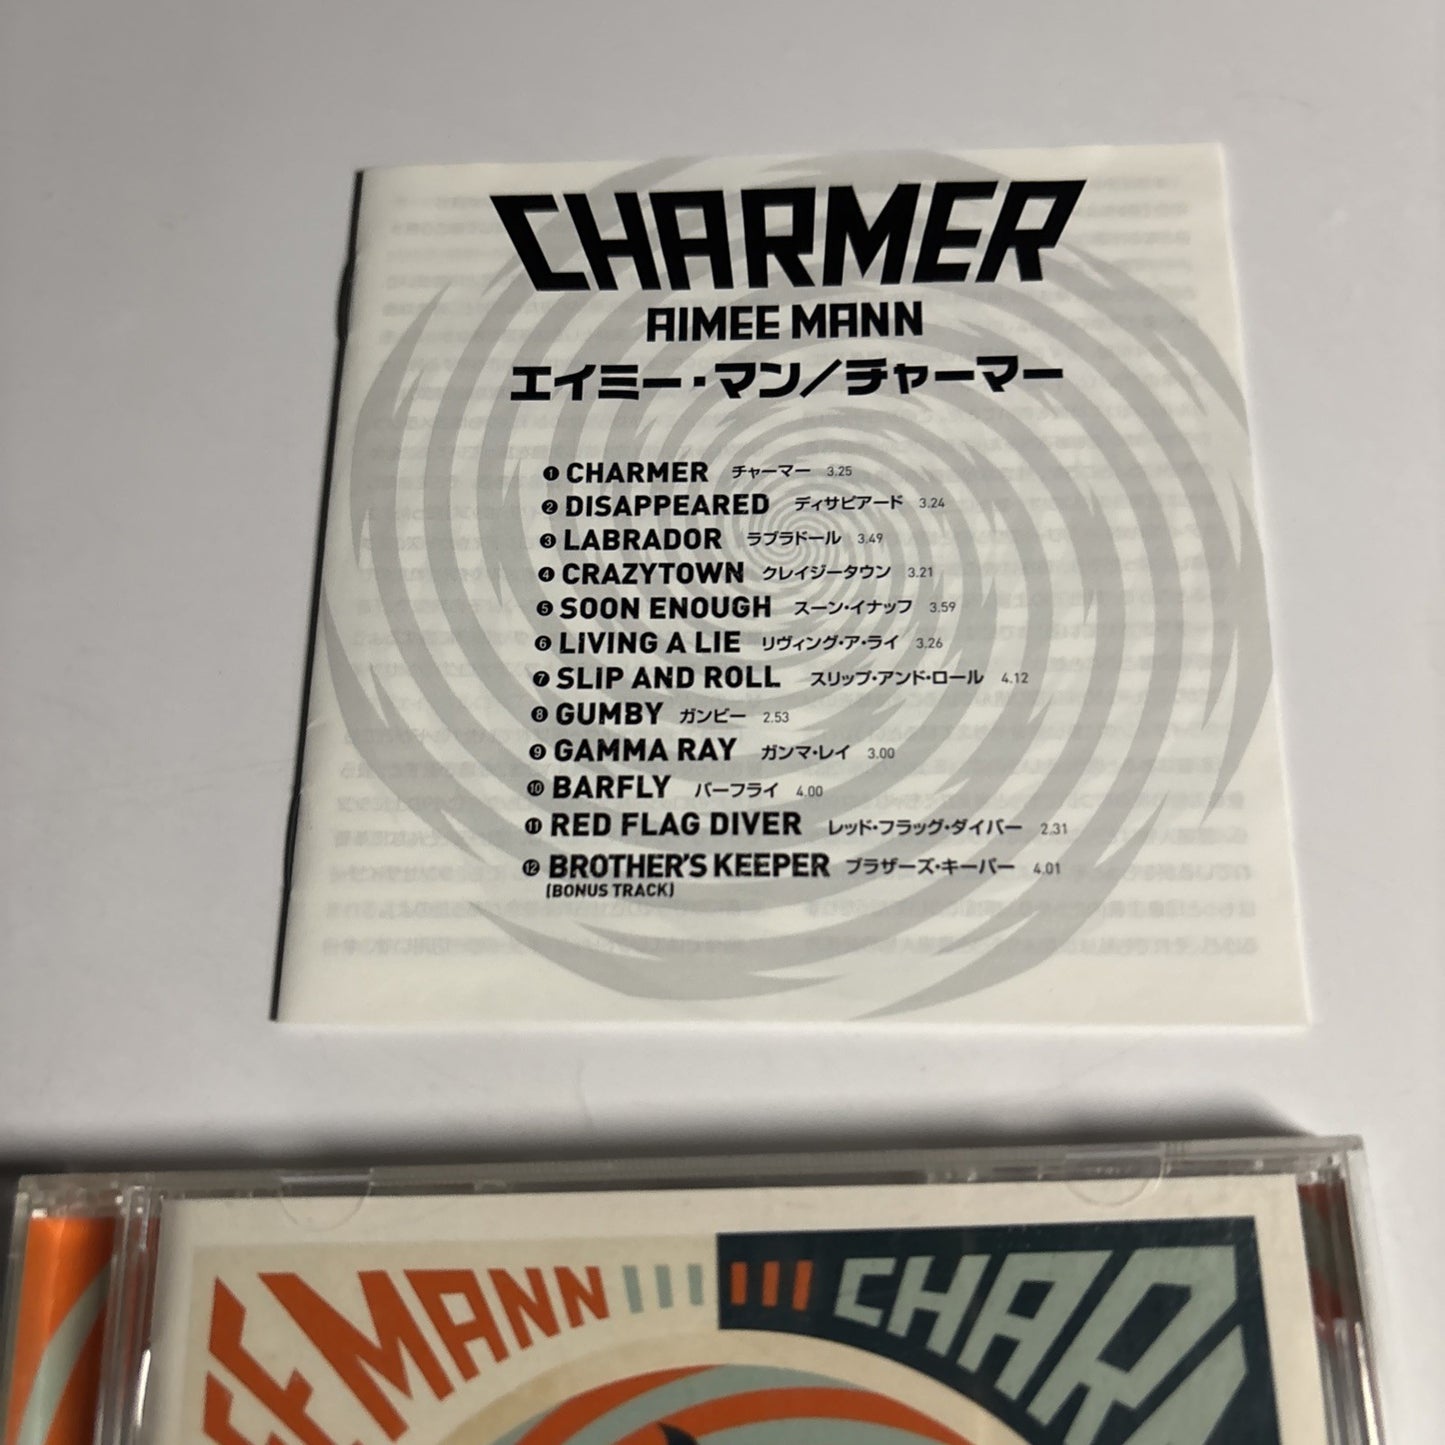 CHARMER
AIMEE MANN
エイミー・マン／チャーマー
❶ CHARMER チャーマー 3.25
❷ DISAPPEARED ディサピアード 3.24
❸ LABRADOR ラブラドール 3.49
❹ CRAZYTOWN クレイジータウン 3.21
❺ SOON ENOUGH スーン・イナッフ 3.59
❻ LIVING A LIE リヴィング・ア・ライ 3.26
❼ SLIP AND ROLL スリップ・アンド・ロール 4.12
❽ GUMBY ガンビー 2.53
❾ GAMMA RAY ガンマ・レイ 3.00
❿ BARFLY バーフライ 4.00
⓫ RED FLAG DIVER レッド・フラッグ・ダイバー 2.31
⓬ BROTHER'S KEEPER ブラザーズ・キーパー 4.01
(BONUS TRACK)
EE MANN CHAR